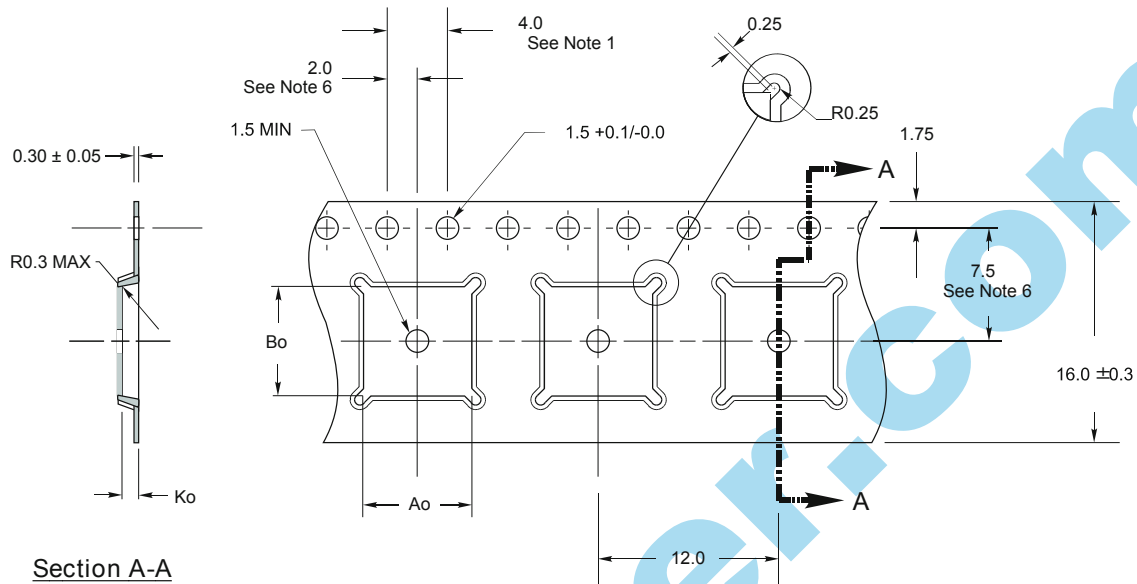 4.0
See Note 1
0.25
2.0
See Note 6
R0.25
1.5 MIN
1.5 +0.1/-0.0
1.75
0.30 ± 0.05
A
R0.3 MAX
7.5
See Note 6
Bo
16.0 ±0.3
Ko
Ao
A
12.0
Section A-A
er.com